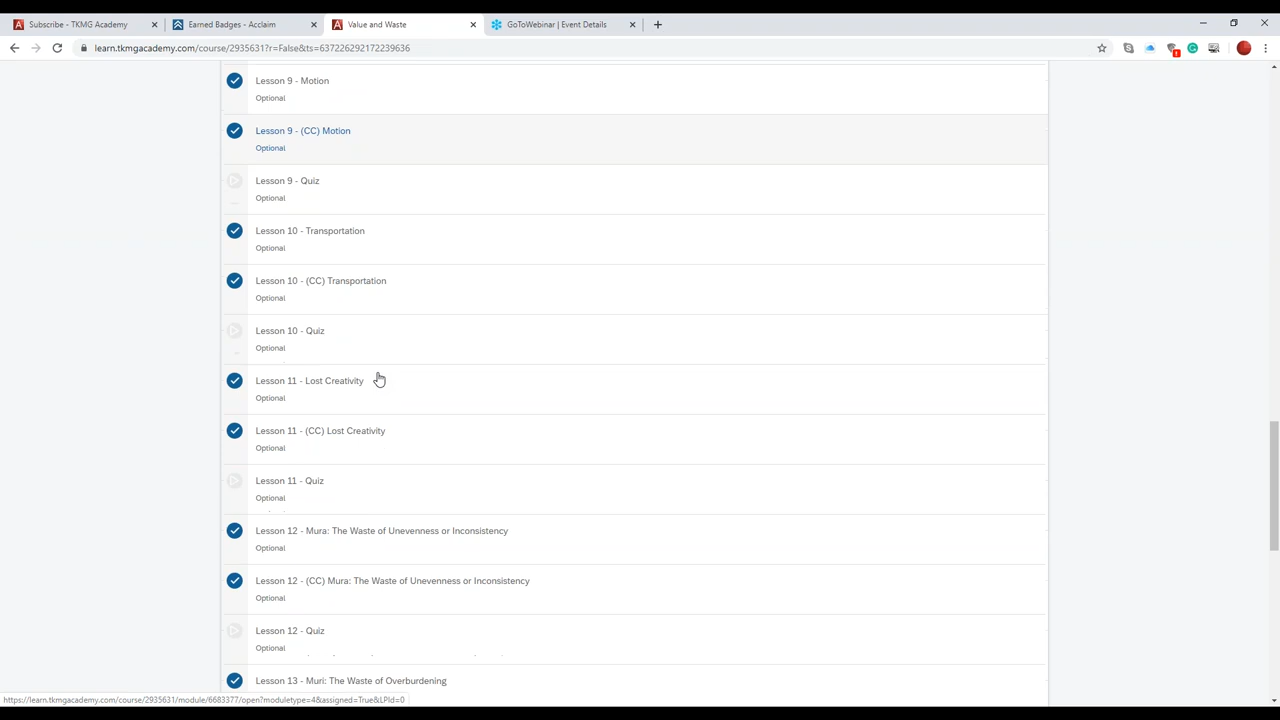 Subscribe - TKMG Academy
Earned Badges - Acclaim
Value and Waste
GoToWebinar | Event Details
learn.tkmgacademy.com/course/2935631?r=False&ts=637226292172239636
Lesson 9 - Motion
Optional
Lesson 9 - (CC) Motion
Optional
Lesson 9 - Quiz
Optional
Lesson 10 - Transportation
Optional
Lesson 10 - (CC) Transportation
Optional
Lesson 10 - Quiz
Optional
Lesson 11 - Lost Creativity
Optional
Lesson 11 - (CC) Lost Creativity
Optional
Lesson 11 - Quiz
Optional
Lesson 12 - Mura: The Waste of Unevenness or Inconsistency
Optional
Lesson 12 - (CC) Mura: The Waste of Unevenness or Inconsistency
Optional
Lesson 12 - Quiz
Optional
Lesson 13 - Muri: The Waste of Overburdening
https://learn.tkmgacademy.com/course/2935631/module/6683377/open?moduletype=4&assigned=True&LPId=0